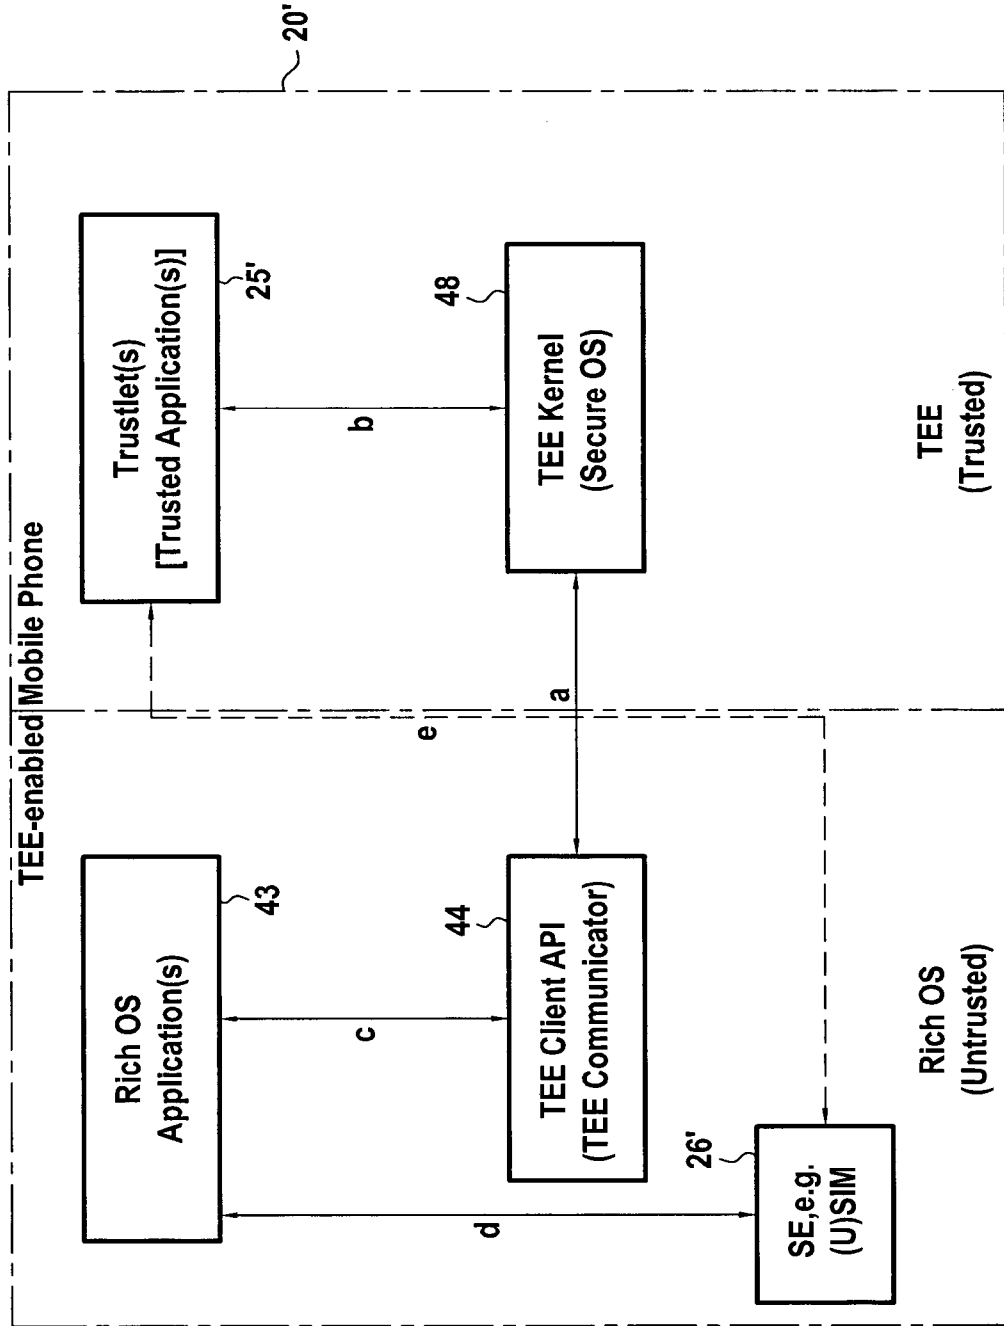 TEE-enabled Mobile Phone
20'
Rich OS
Application(s)
43
Trustlet(s)
[Trusted Application(s)]
25'
c
d
e
b
TEE Client API
(TEE Communicator)
44
a
TEE Kernel
(Secure OS)
48
SE,e.g.
(U)SIM
26'
Rich OS
(Untrusted)
TEE
(Trusted)